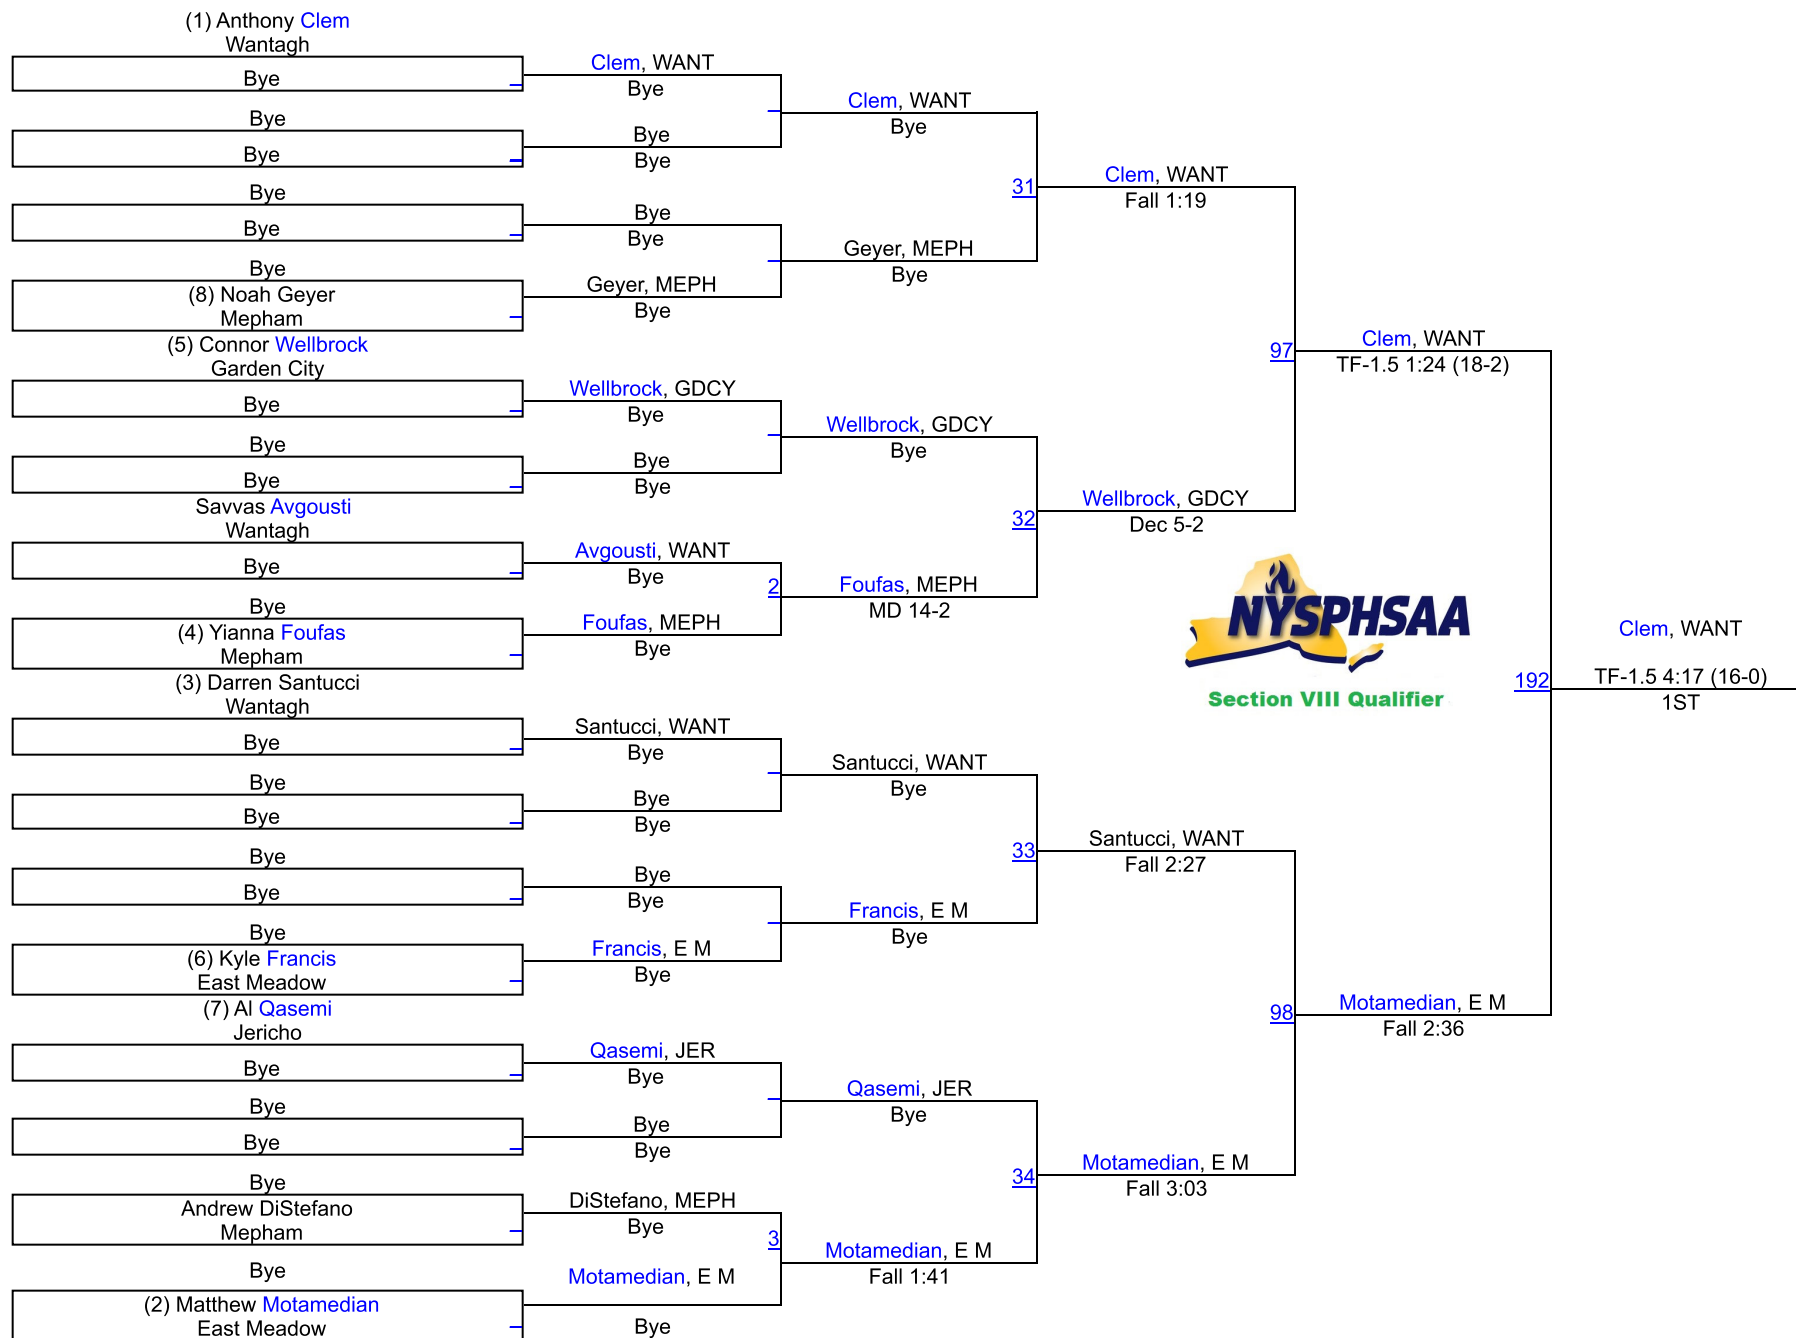 (1) Anthony Clem
Wantagh
Bye
Bye
Bye
Bye
Bye
Bye
(8) Noah Geyer
Mepham
(5) Connor Wellbrock
Garden City
Bye
Bye
Bye
Savvas Avgousti
Wantagh
Bye
Bye
(4) Yianna Foufas
Mepham
(3) Darren Santucci
Wantagh
Bye
Bye
Bye
Bye
Bye
Bye
(6) Kyle Francis
East Meadow
(7) Al Qasemi
Jericho
Bye
Bye
Bye
Bye
Andrew DiStefano
Mepham
Bye
(2) Matthew Motamedian
East Meadow
Clem, WANT
Bye
Bye
Bye
Bye
Bye
Geyer, MEPH
Bye
Wellbrock, GDCY
Bye
Bye
Bye
Avgousti, WANT
Bye
2
Foufas, MEPH
Bye
Santucci, WANT
Bye
Bye
Bye
Bye
Bye
Francis, E M
Bye
Qasemi, JER
Bye
Bye
Bye
DiStefano, MEPH
Bye
3
Motamedian, E M
Bye
Clem, WANT
Bye
31
Geyer, MEPH
Bye
Wellbrock, GDCY
Bye
32
Foufas, MEPH
MD 14-2
Santucci, WANT
Bye
33
Francis, E M
Bye
Qasemi, JER
Bye
34
Motamedian, E M
Fall 1:41
Clem, WANT
Fall 1:19
97
Wellbrock, GDCY
Dec 5-2
NYSPHSAA
Section VIII Qualifier
Santucci, WANT
Fall 2:27
98
Motamedian, E M
Fall 3:03
Clem, WANT
TF-1.5 1:24 (18-2)
192
Motamedian, E M
Fall 2:36
Clem, WANT
TF-1.5 4:17 (16-0)
1ST